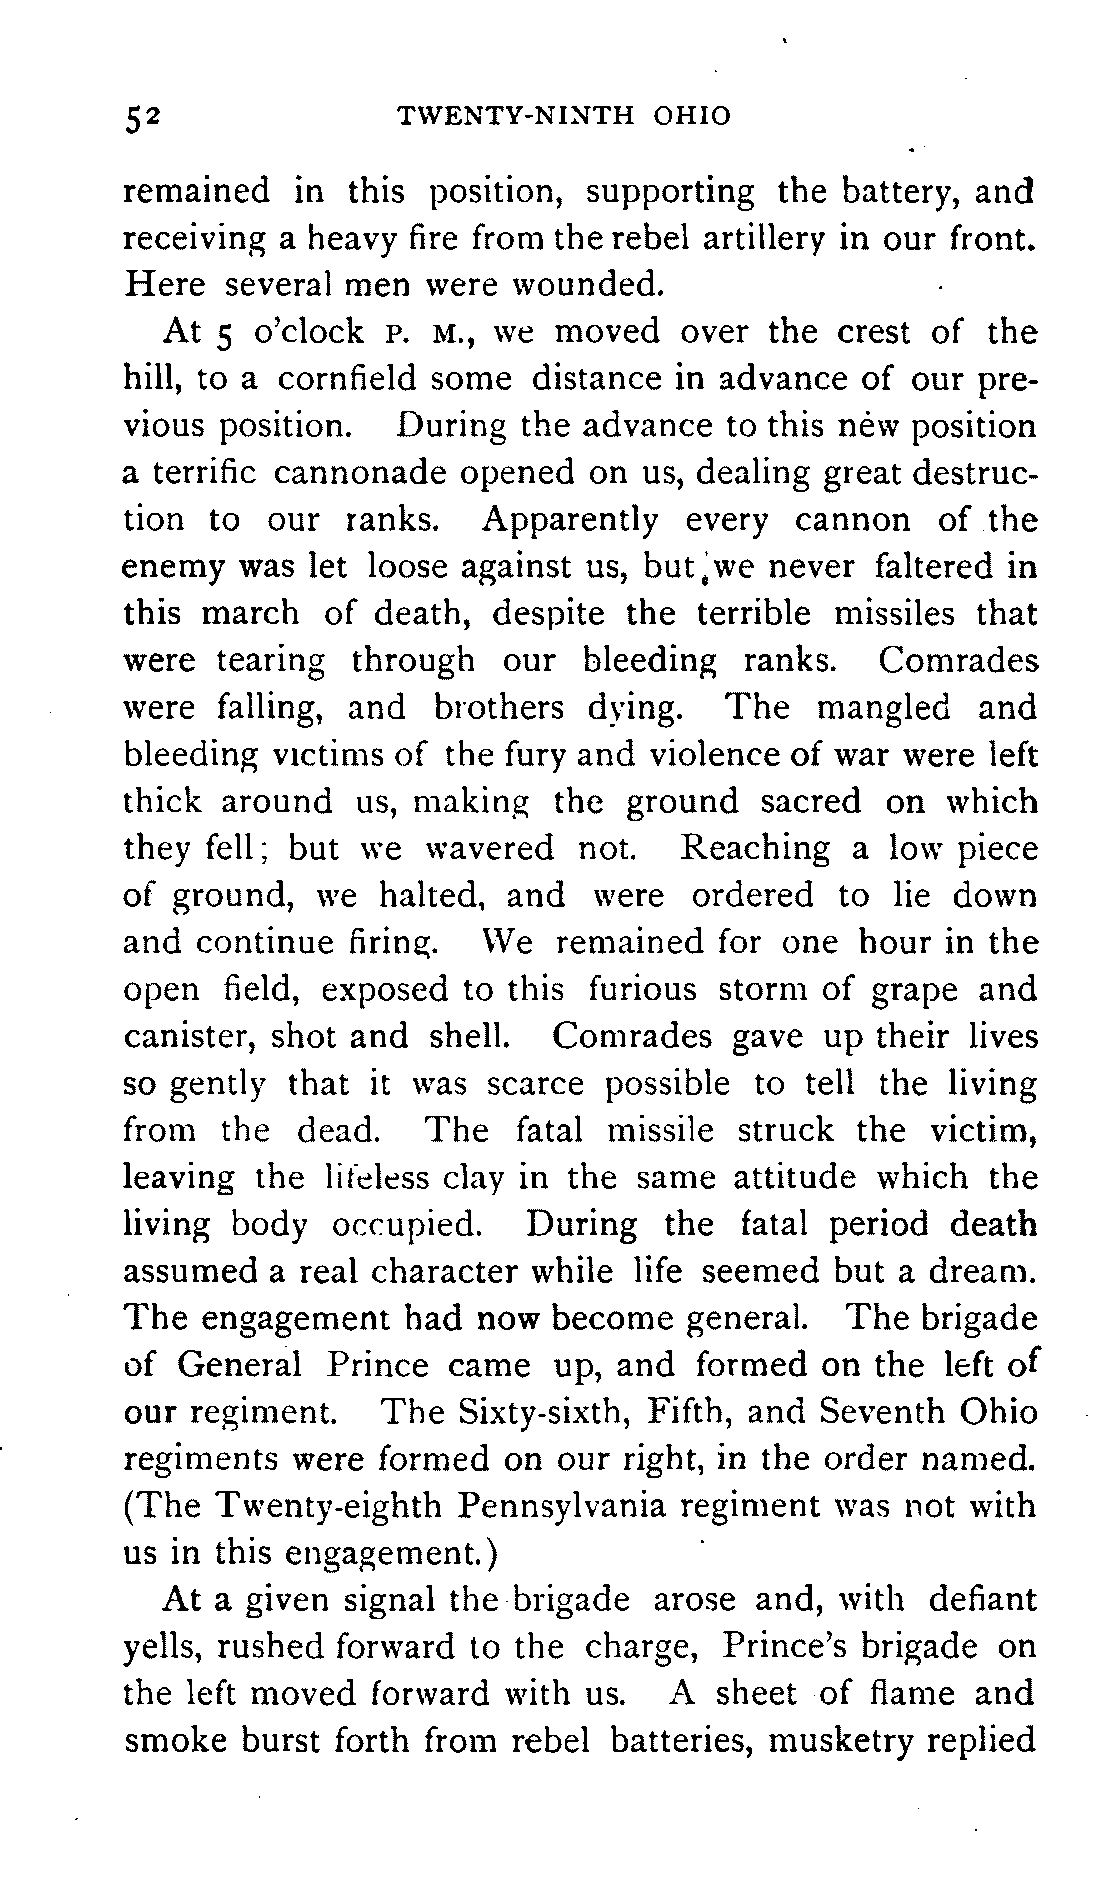 52 TWENTY-NINTH OHIO
remained in this position, supporting the battery, and
receiving a heavy fire from the rebel artillery in our front.
Here several men were wounded.
At 5 o'clock P. M., we moved over the crest of the
hill, to a cornfield some distance in advance of our pre-
vious position. During the advance to this new position
a terrific cannonade opened on us, dealing great destruc-
tion to our ranks. Apparently every cannon of the
enemy was let loose against us, but we never faltered in
this march of death, despite the terrible missiles that
were tearing through our bleeding ranks. Comrades
were falling, and brothers dying. The mangled and
bleeding victims of the fury and violence of war were left
thick around us, making the ground sacred on which
they fell; but we wavered not. Reaching a low piece
of ground, we halted, and were ordered to lie down
and continue firing. We remained for one hour in the
open field, exposed to this furious storm of grape and
canister, shot and shell. Comrades gave up their lives
so gently that it was scarce possible to tell the living
from the dead. The fatal missile struck the victim,
leaving the lifeless clay in the same attitude which the
living body occupied. During the fatal period death
assumed a real character while life seemed but a dream.
The engagement had now become general. The brigade
of General Prince came up, and formed on the left of
our regiment. The Sixty-sixth, Fifth, and Seventh Ohio
regiments were formed on our right, in the order named.
(The Twenty-eighth Pennsylvania regiment was not with
us in this engagement.)
At a given signal the brigade arose and, with defiant
yells, rushed forward to the charge, Prince's brigade on
the left moved forward with us. A sheet of flame and
smoke burst forth from rebel batteries, musketry replied